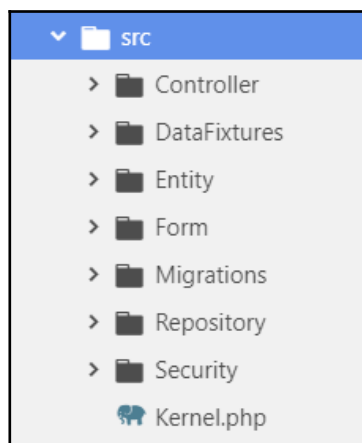 src
Controller
DataFixtures
Entity
Form
Migrations
Repository
Security
Kernel.php